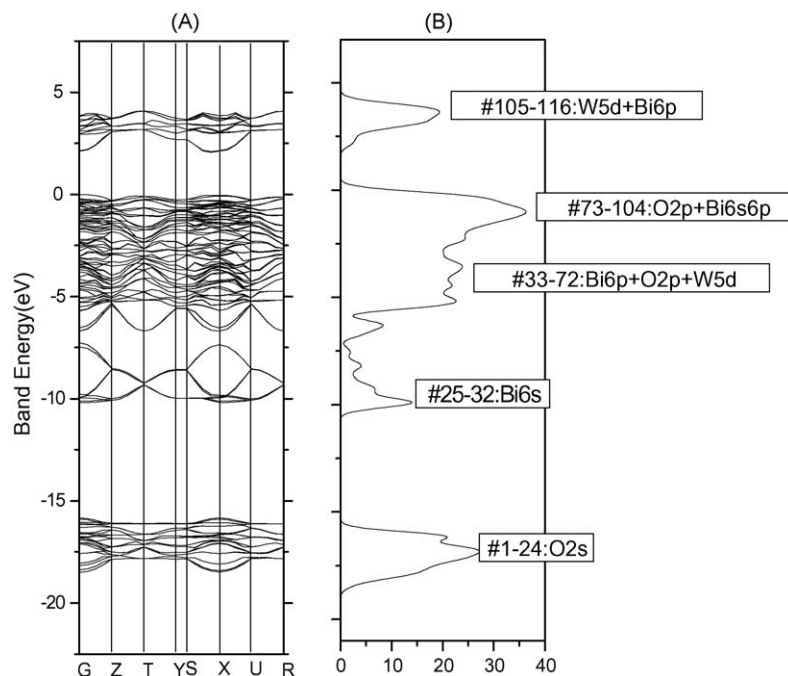 (A)
(B)
5
0
-5
-10
-15
-20
Band Energy(eV)
G Z T Y S X U R
#105-116:W5d+Bi6p
#73-104:O2p+Bi6s6p
#33-72:Bi6p+O2p+W5d
#25-32:Bi6s
#1-24:O2s
0 10 20 30 40